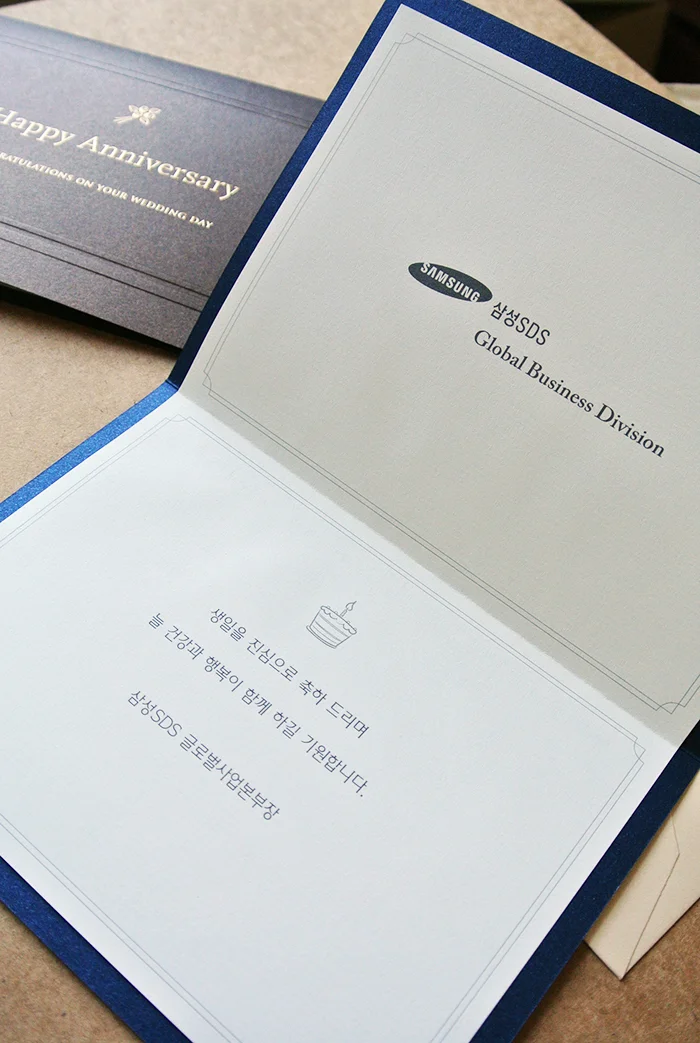 Happy Anniversary
ON YOUR WEDDING DAY
SAMSUNG
삼성SDS
Global Business Division
생일을 진심으로 축하 드리며
늘 건강과 행복이 함께 하길 기원합니다.
삼성SDS 글로벌사업본부장